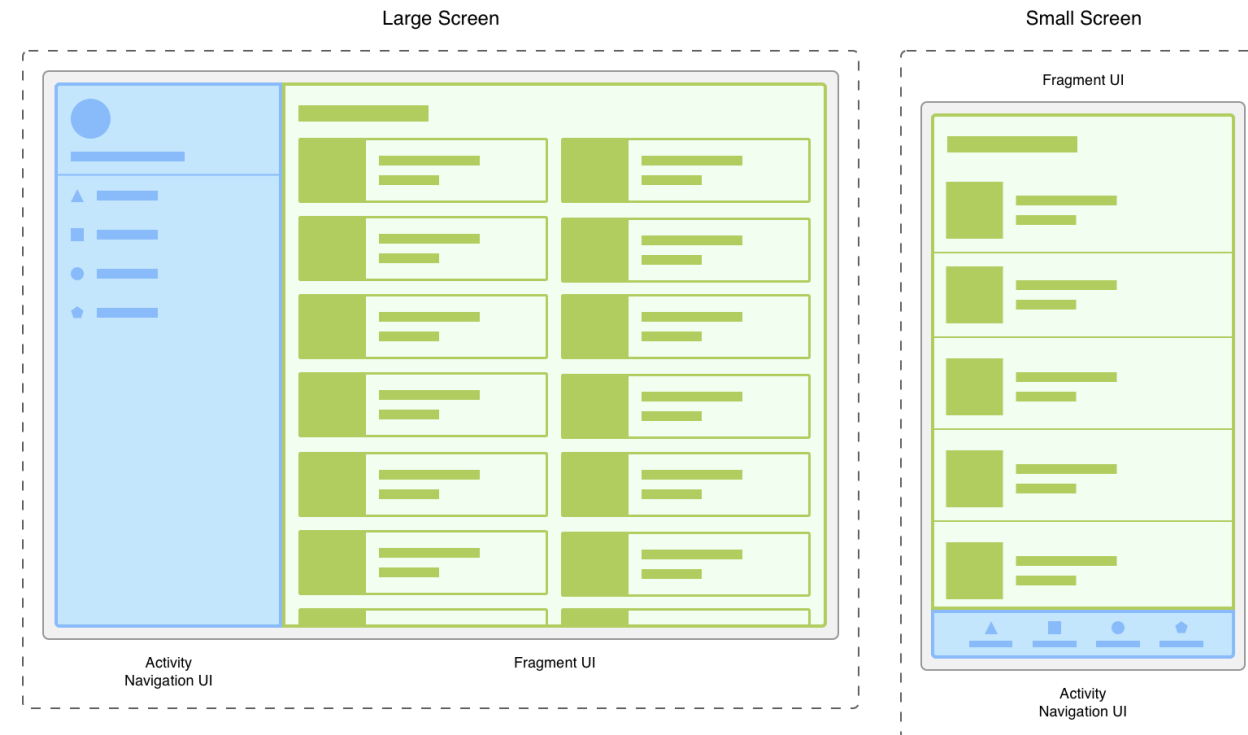 Large Screen
Small Screen
Fragment UI
Activity
Navigation UI
Fragment UI
Activity
Navigation UI